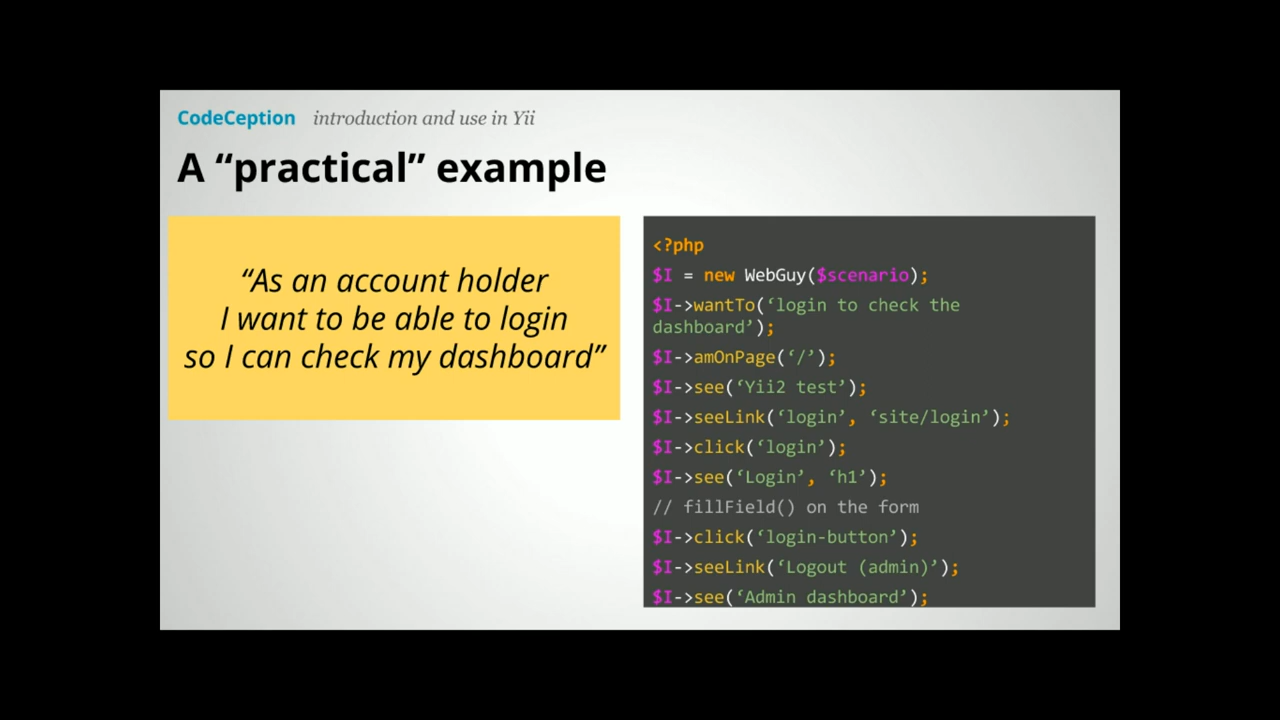 CodeCeption introduction and use in Yii
A “practical” example
“As an account holder
I want to be able to login
so I can check my dashboard”
<?php
$I = new WebGuy($scenario);
$I->wantTo(‘login to check the
dashboard’);
$I->amOnPage(‘/’);
$I->see(‘Yii2 test’);
$I->seeLink(‘login’, ‘site/login’);
$I->click(‘login’);
$I->see(‘Login’, ‘h1’);
// fillField() on the form
$I->click(‘login-button’);
$I->seeLink(‘Logout (admin)’);
$I->see(‘Admin dashboard’);